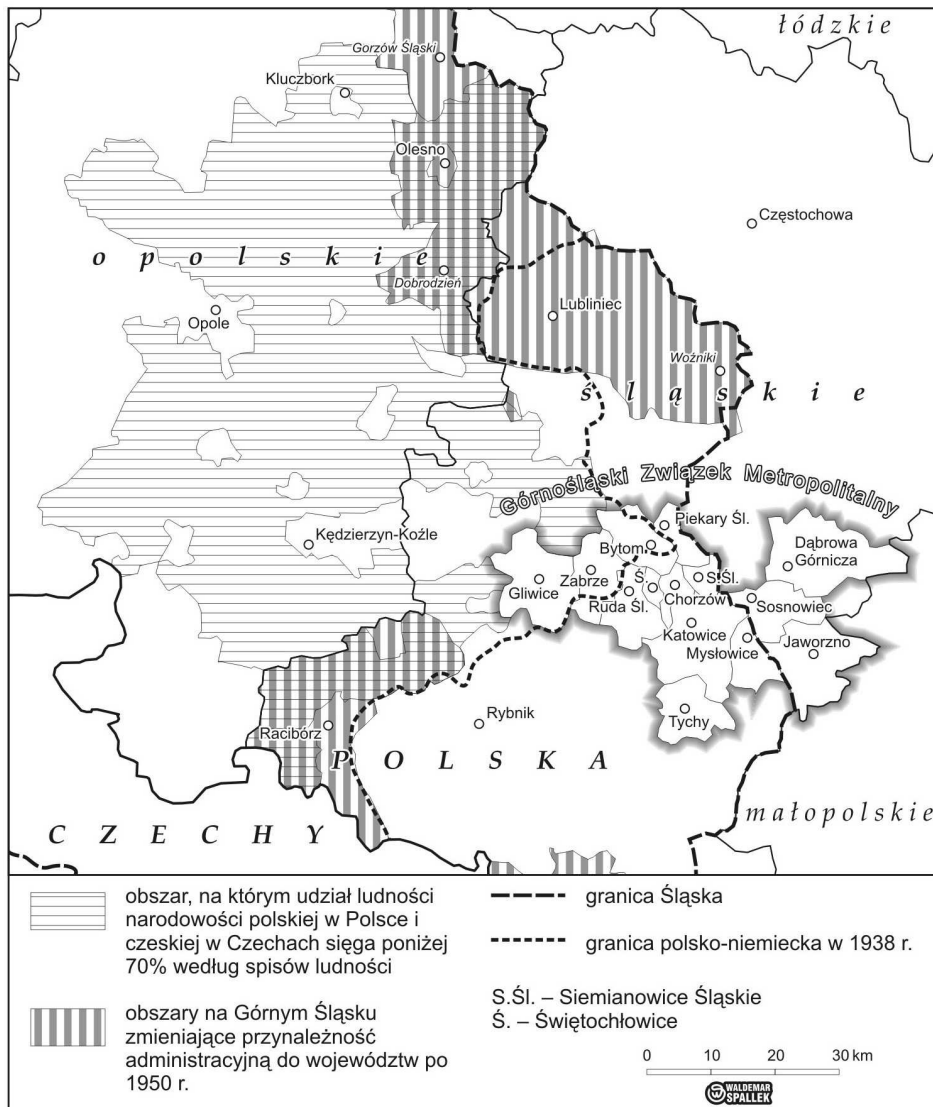 łódzkie
Gorzów Śląski
Kluczbork
Olesno
Częstochowa
opolskie
Dobrodzień
Opole
Lubliniec
Woźniki
śląskie
Górnośląski Związek Metropolitalny
Kędzierzyn-Koźle
Piekary Śl.
Bytom
Dąbrowa
Górnicza
Gliwice
Zabrze
Ś.
S.Śl.
Ruda Śl.
Chorzów
Sosnowiec
Katowice
Mysłowice
Jaworzno
Racibórz
Rybnik
Tychy
POLSKA
małopolskie
CZECHY
obszar, na którym udział ludności
narodowości polskiej w Polsce i
czeskiej w Czechach sięga poniżej
70% według spisów ludności
obszary na Górnym Śląsku
zmieniające przynależność
administracyjną do województw po
1950 r.
granica Śląska
granica polsko-niemiecka w 1938 r.
S.Śl. – Siemianowice Śląskie
Ś. – Świętochłowice
0 10 20 30 km
WALDEMAR
SPALLEK